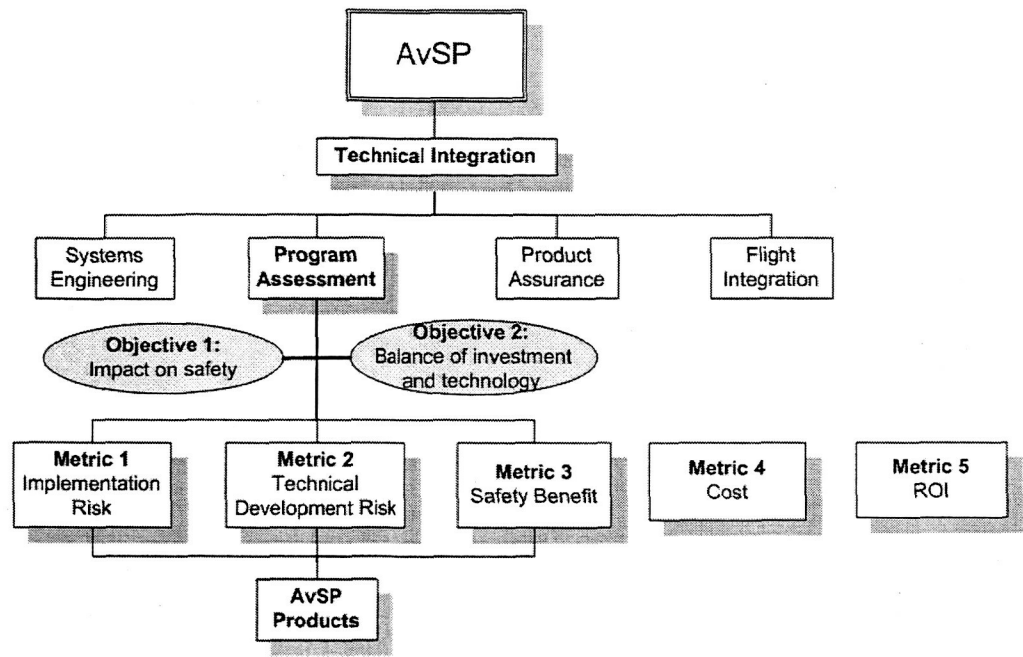 AvSP
Technical Integration
Systems
Engineering
Program
Assessment
Product
Assurance
Flight
Integration
Objective 1:
Impact on safety
Objective 2:
Balance of investment
and technology
Metric 1
Implementation
Risk
Metric 2
Technical
Development Risk
Metric 3
Safety Benefit
Metric 4
Cost
Metric 5
ROI
AvSP
Products